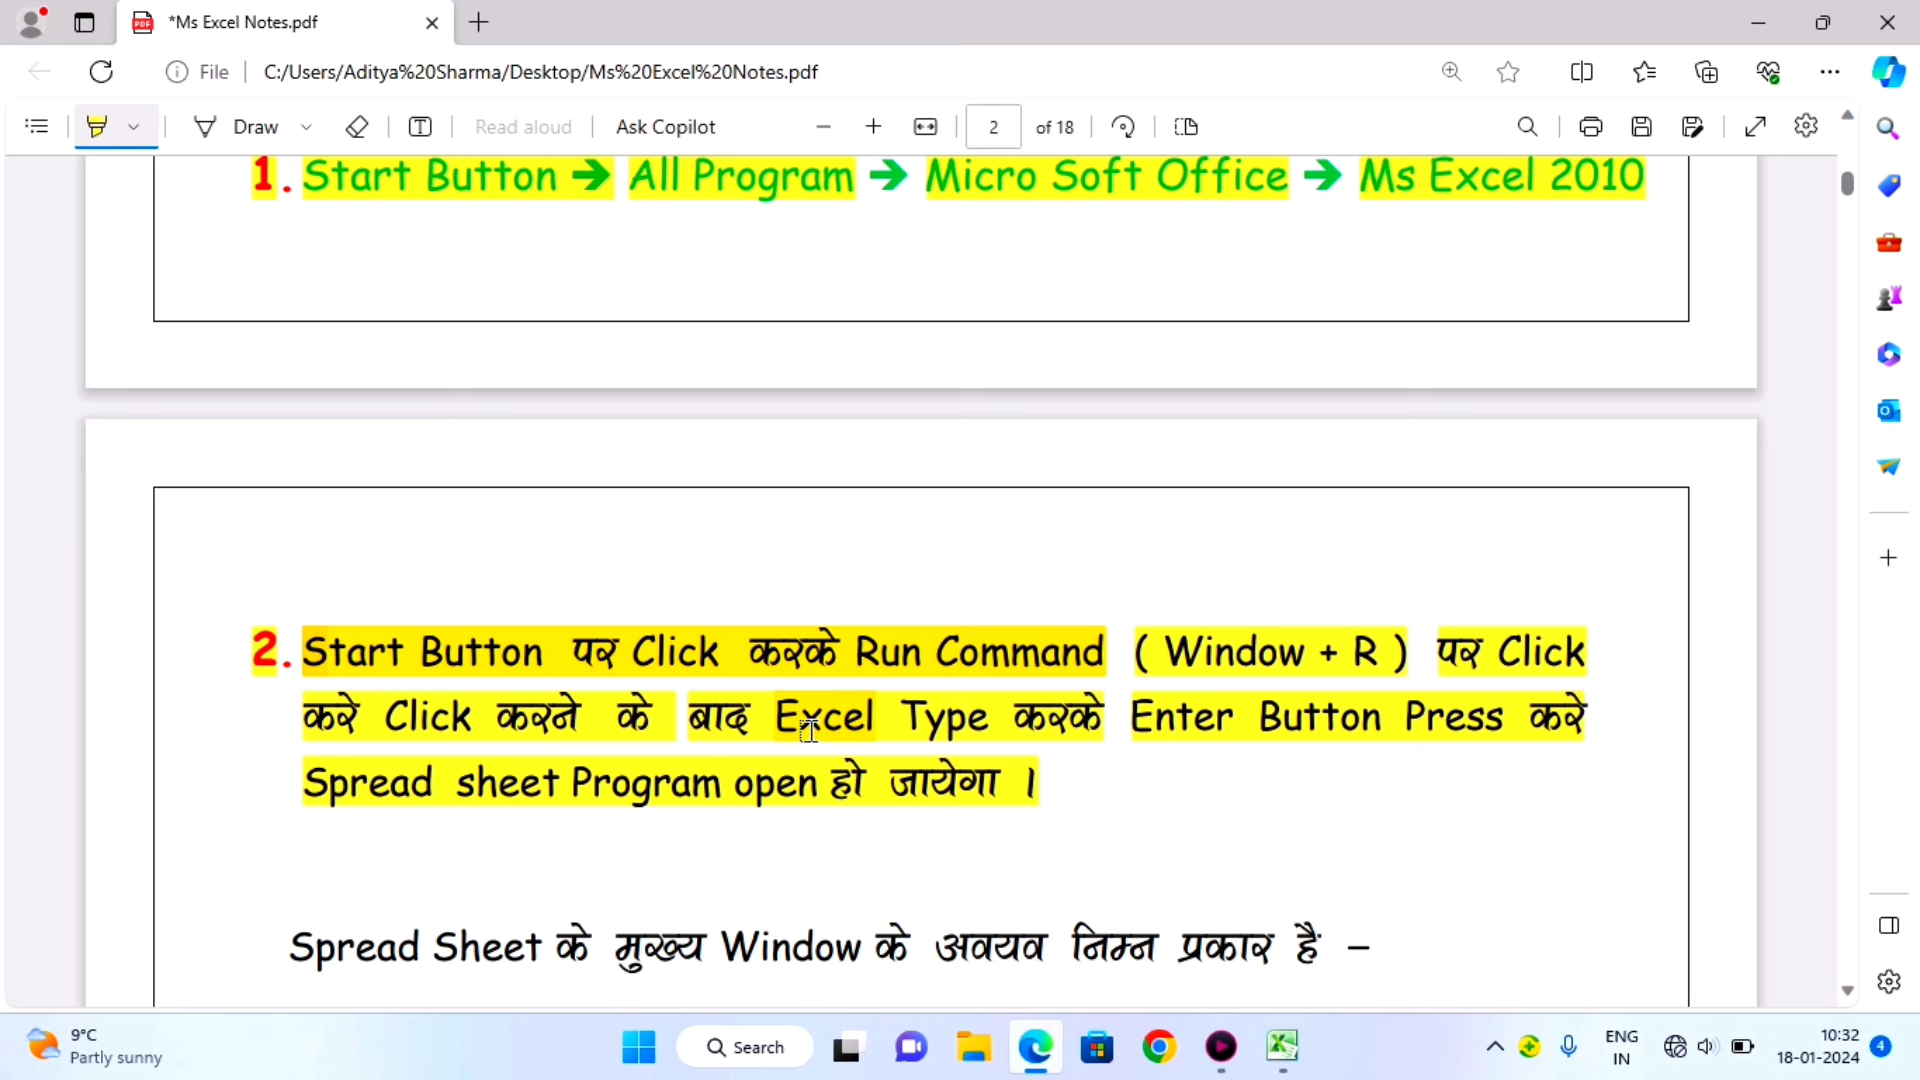 *Ms Excel Notes.pdf
File
C:/Users/Aditya%20Sharma/Desktop/Ms%20Excel%20Notes.pdf
Draw
Read aloud
Ask Copilot
2
of 18
1. Start Button ➔ All Program ➔ Micro Soft Office ➔ Ms Excel 2010
2. Start Button पर Click करके Run Command ( Window + R ) पर Click
करे Click करने के बाद Excel Type करके Enter Button Press करे
Spread sheet Program open हो जायेगा ।
Spread Sheet के मुख्य Window के अवयव निम्न प्रकार है –
9°C
Partly sunny
Search
ENG
IN
10:32
18-01-2024
4